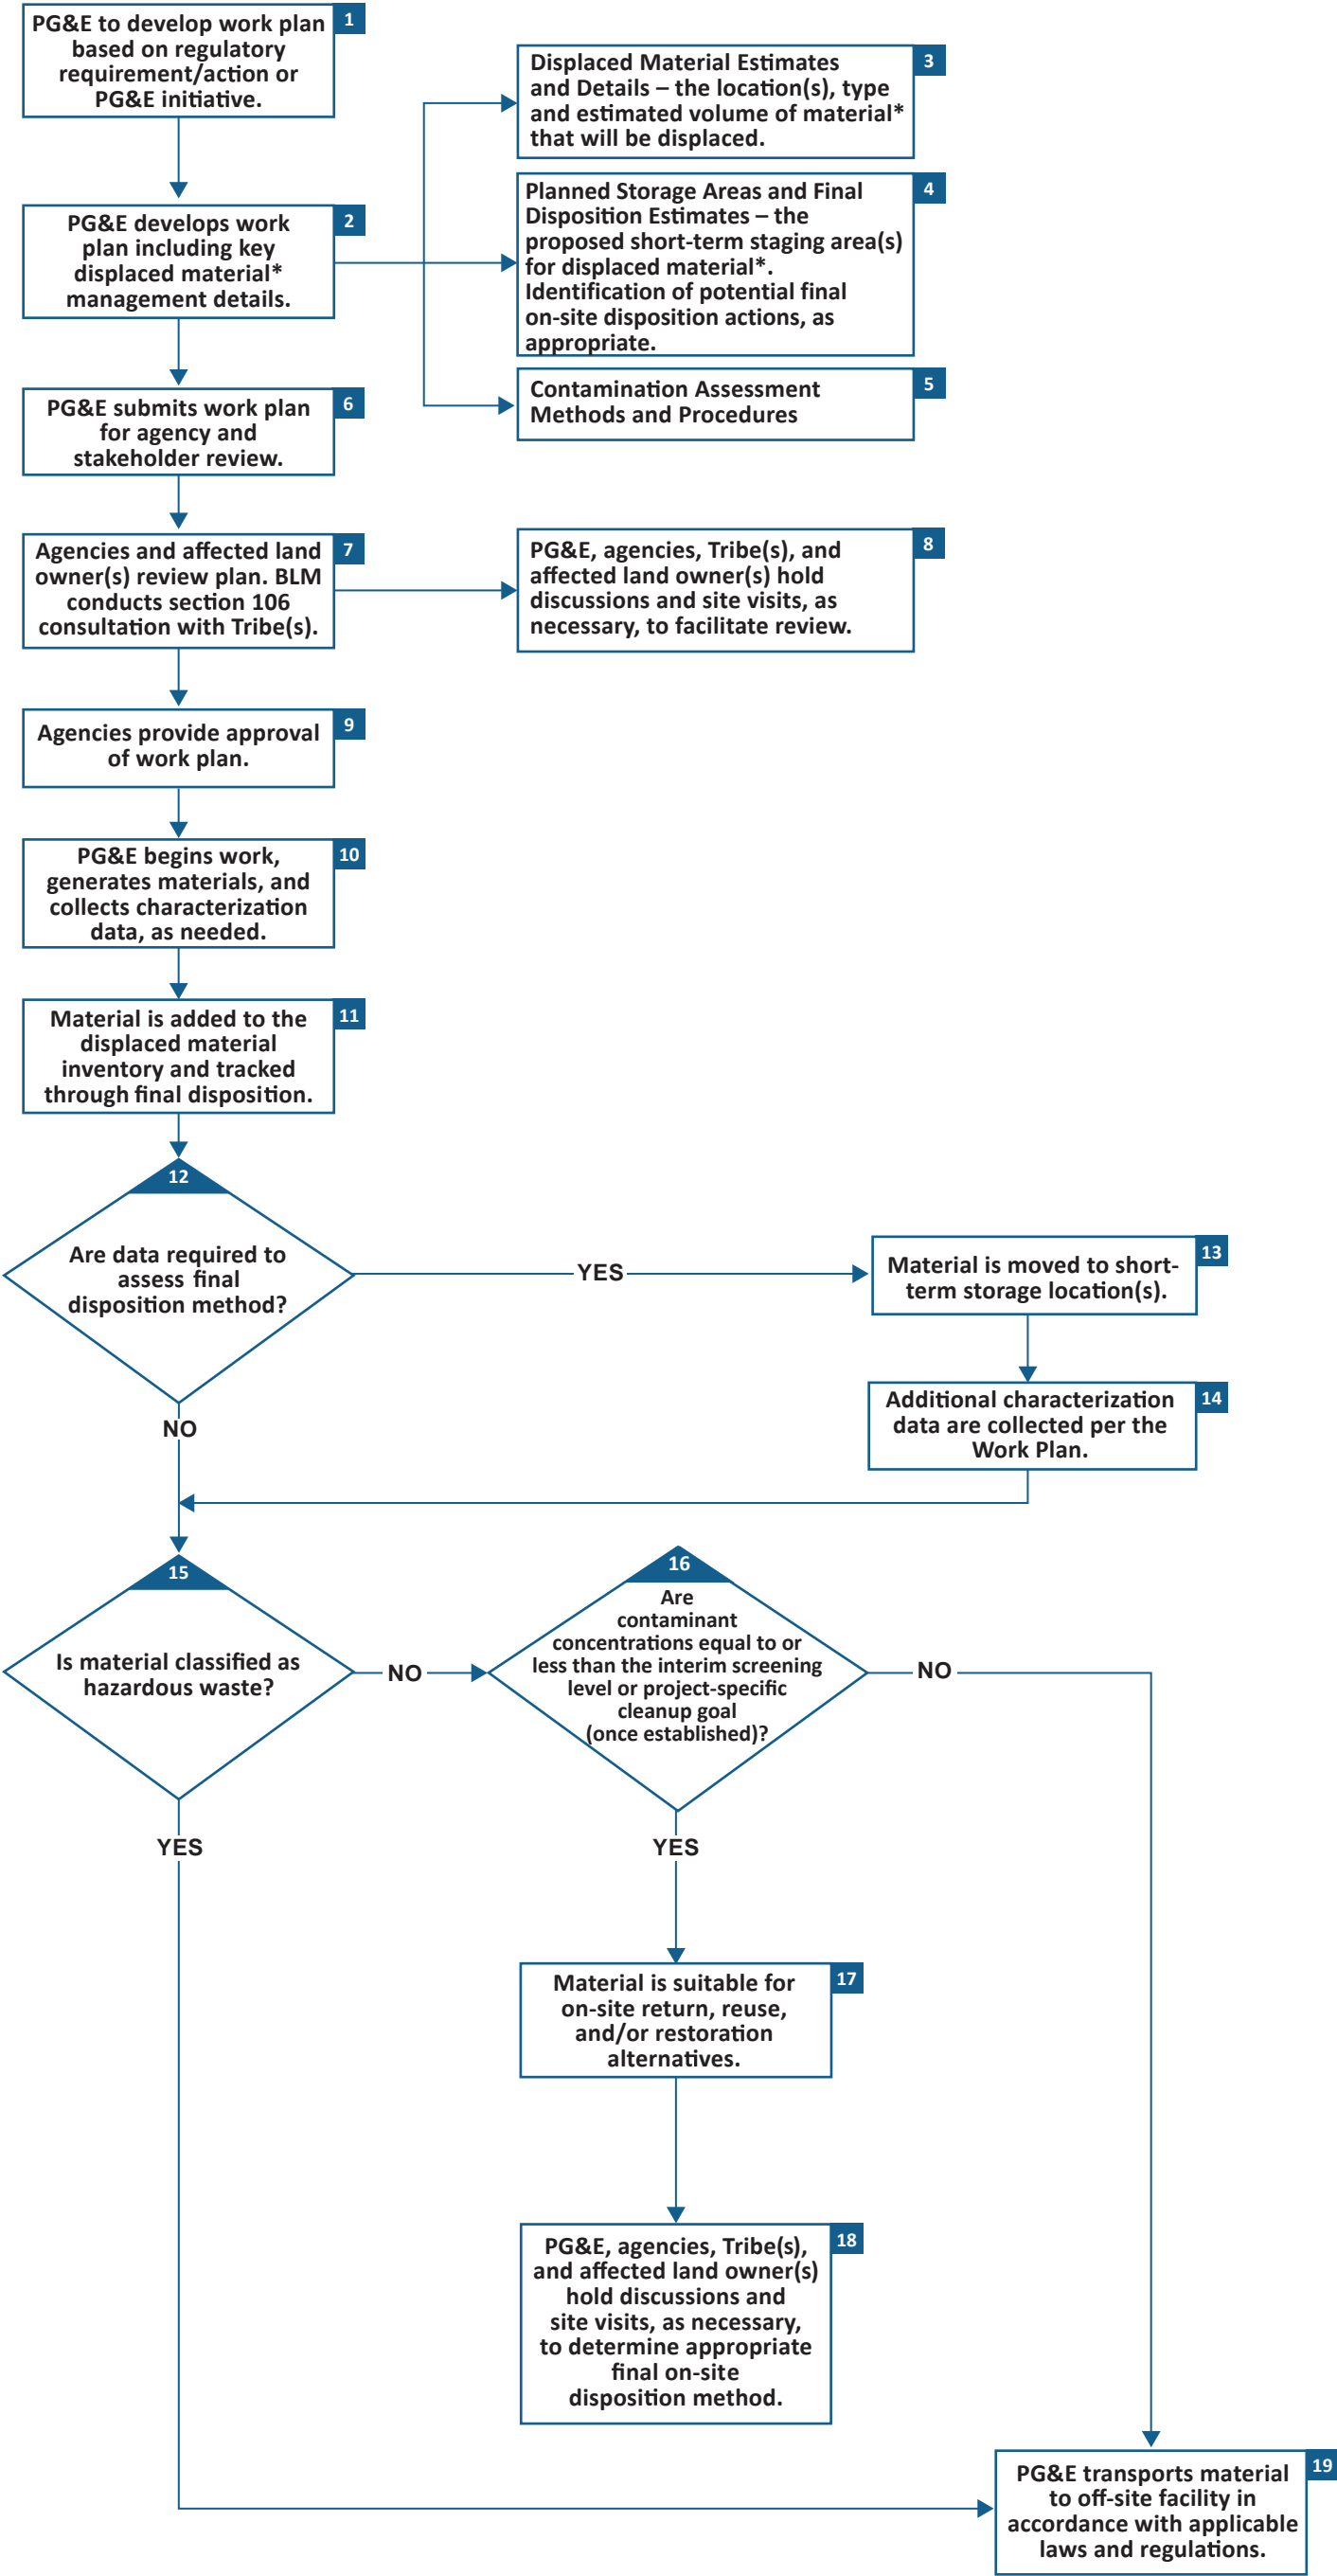 1
PG&E to develop work plan
based on regulatory
requirement/action or
PG&E initiative.
2
PG&E develops work
plan including key
displaced material*
management details.
3
Displaced Material Estimates
and Details – the location(s), type
and estimated volume of material*
that will be displaced.
4
Planned Storage Areas and Final
Disposition Estimates – the
proposed short-term staging area(s)
for displaced material*.
Identification of potential final
on-site disposition actions, as
appropriate.
5
Contamination Assessment
Methods and Procedures
6
PG&E submits work plan
for agency and
stakeholder review.
7
Agencies and affected land
owner(s) review plan. BLM
conducts section 106
consultation with Tribe(s).
8
PG&E, agencies, Tribe(s), and
affected land owner(s) hold
discussions and site visits, as
necessary, to facilitate review.
9
Agencies provide approval
of work plan.
10
PG&E begins work,
generates materials, and
collects characterization
data, as needed.
11
Material is added to the
displaced material
inventory and tracked
through final disposition.
12
Are data required to
assess final
disposition method?
YES
NO
13
Material is moved to short-
term storage location(s).
14
Additional characterization
data are collected per the
Work Plan.
15
Is material classified as
hazardous waste?
NO
YES
16
Are
contaminant
concentrations equal to or
less than the interim screening
level or project-specific
cleanup goal
(once established)?
NO
YES
17
Material is suitable for
on-site return, reuse,
and/or restoration
alternatives.
18
PG&E, agencies, Tribe(s),
and affected land owner(s)
hold discussions and
site visits, as necessary,
to determine appropriate
final on-site
disposition method.
19
PG&E transports material
to off-site facility in
accordance with applicable
laws and regulations.